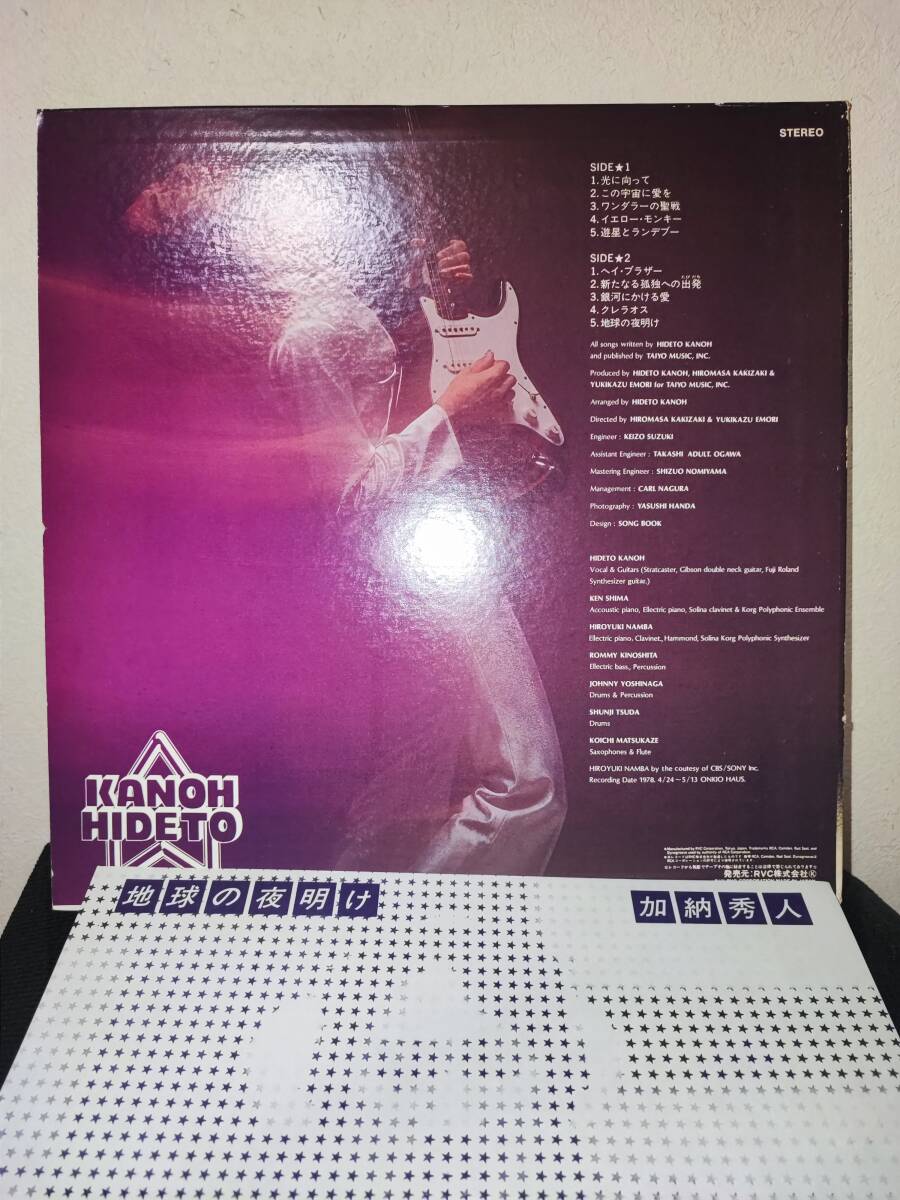 STEREO
SIDE★1
1. 光に向って
2. この宇宙に愛を
3. ワンダラーの聖戦
4. イエロー・モンキー
5. 遊星とランデブー
SIDE★2
1. ヘイ・ブラザー
たびだち
2. 新たなる孤独への出発
3. 銀河にかける愛
4. クレラオス
5. 地球の夜明け
All songs written by HIDETO KANOH
and published by TAIYO MUSIC, INC.
Produced by HIDETO KANOH, HIROMASA KAKIZAKI &
YUKIKAZU EMORI for TAIYO MUSIC, INC.
Arranged by HIDETO KANOH
Directed by HIROMASA KAKIZAKI & YUKIKAZU EMORI
Engineer : KEIZO SUZUKI
Assistant Engineer : TAKASHI ADULT. OGAWA
Mastering Engineer : SHIZUO NOMIYAMA
Management : CARL NAGURA
Photography : YASUSHI HANDA
Design : SONG BOOK
HIDETO KANOH
Vocal & Guitars (Stratcaster, Gibson double neck guitar, Fuji Roland
Synthesizer guitar.)
KEN SHIMA
Accoustic piano, Electric piano, Solina clavinet & Korg Polyphonic Ensemble
HIROYUKI NAMBA
Ellectric piano, Clavinet,, Hammond, Solina Korg Polyphonic Synthesizer
ROMMY KINOSHITA
Ellectric bass,, Percussion
JOHNNY YOSHINAGA
Drums & Percussion
SHUNJI TSUDA
Drums
KOICHI MATSUKAZE
Saxophones & Flute
HIROYUKI NAMBA by the coutesy of CBS/SONY Inc.
Recording Date 1978. 4/24~5/13 ONKIO HAUS.
KANOH
HIDETO
発売元:RVC株式会社Ⓚ
地球の夜明け
加納秀人